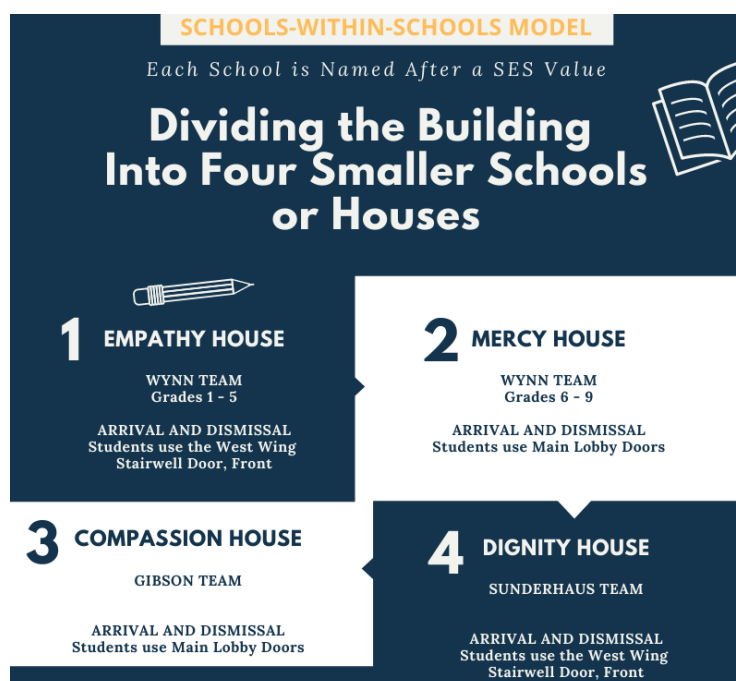 SCHOOLS-WITHIN-SCHOOLS MODEL
Each School is Named After a SES Value
Dividing the Building
Into Four Smaller Schools
or Houses
1 EMPATHY HOUSE
WYNN TEAM
Grades 1 - 5
ARRIVAL AND DISMISSAL
Students use the West Wing
Stairwell Door, Front
2 MERCY HOUSE
WYNN TEAM
Grades 6 - 9
ARRIVAL AND DISMISSAL
Students use Main Lobby Doors
3 COMPASSION HOUSE
GIBSON TEAM
ARRIVAL AND DISMISSAL
Students use Main Lobby Doors
4 DIGNITY HOUSE
SUNDERHAUS TEAM
ARRIVAL AND DISMISSAL
Students use the West Wing
Stairwell Door, Front